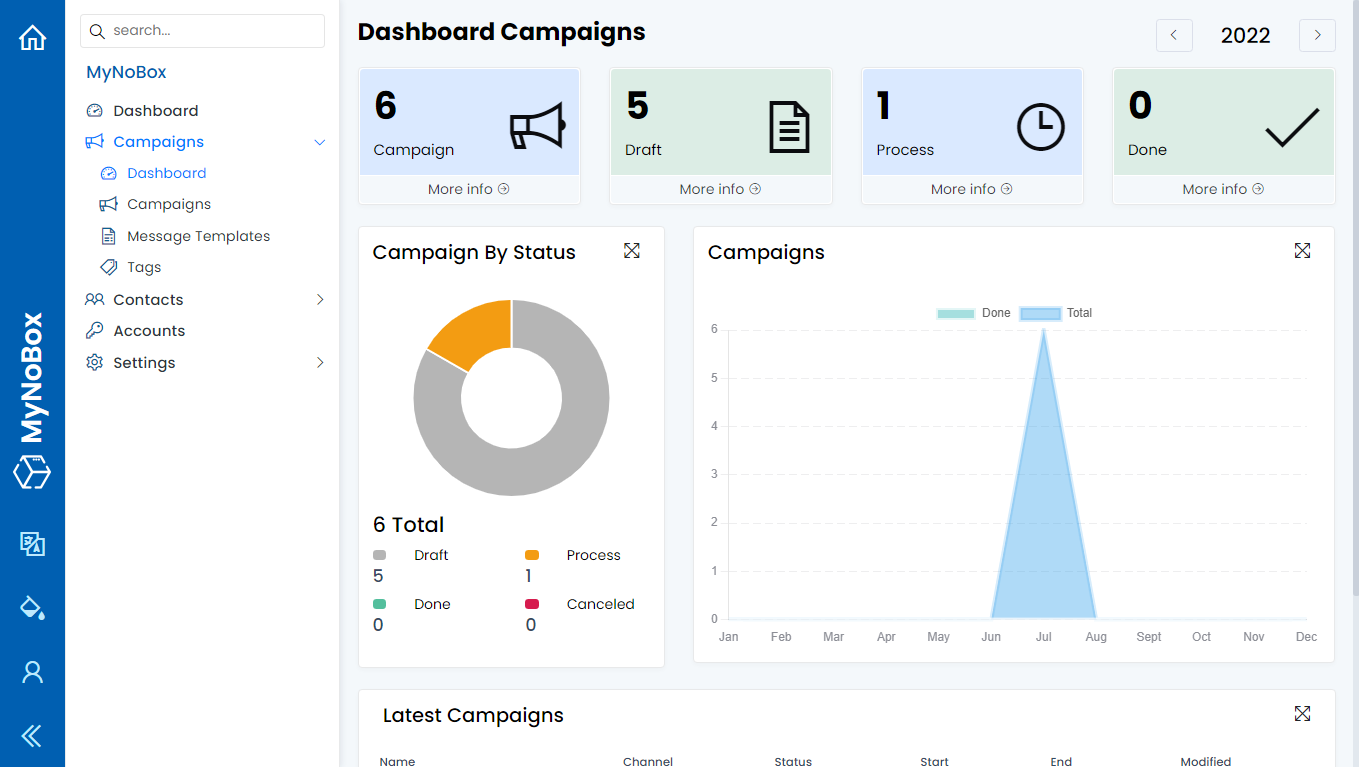 search...
MyNoBox
Dashboard
Campaigns
Dashboard
Campaigns
Message Templates
Tags
Contacts
Accounts
Settings
MyNoBox
Dashboard Campaigns
2022
6
Campaign
More info
5
Draft
More info
1
Process
More info
0
Done
More info
Campaign By Status
6 Total
Draft
5
Process
1
Done
0
Canceled
0
Campaigns
Done Total
6
5
4
3
2
1
0
Jan Feb Mar Apr May Jun Jul Aug Sept Oct Nov Dec
Latest Campaigns
Name Channel Status Start End Modified